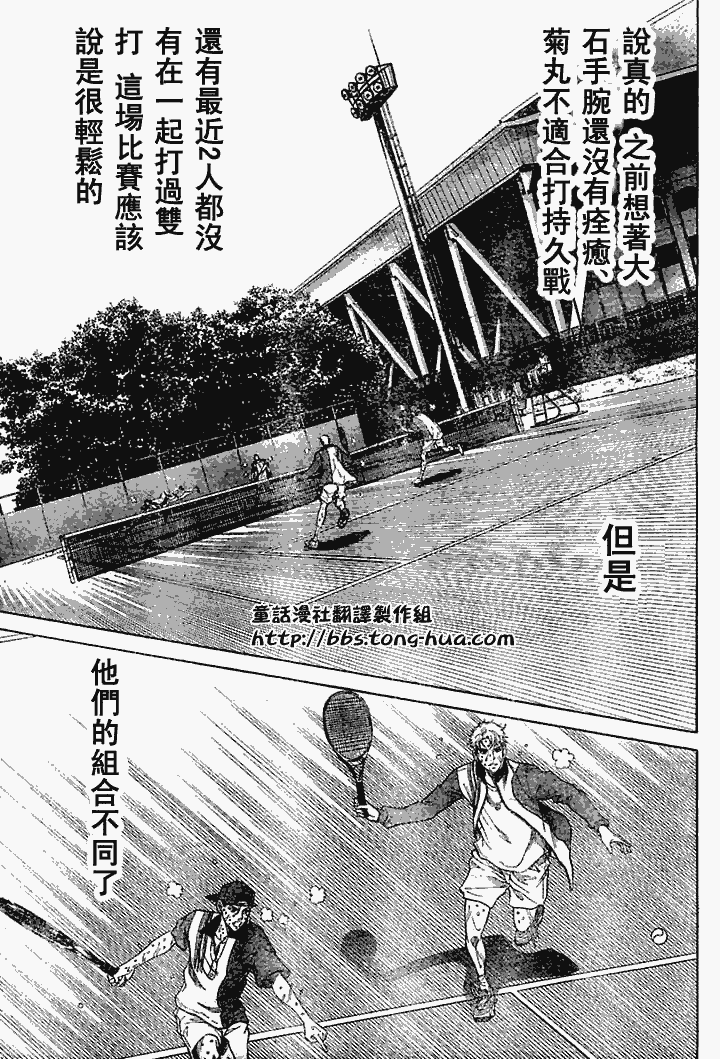 說真的 之前想著大
石手腕還沒有痊癒、
菊丸不適合打持久戰
還有最近2人都沒
有在一起打過雙
打 這場比賽應該
說是很輕鬆的
但是
童話漫社翻譯製作組
http://bbs.tong-hua.com
他們的組合不同了